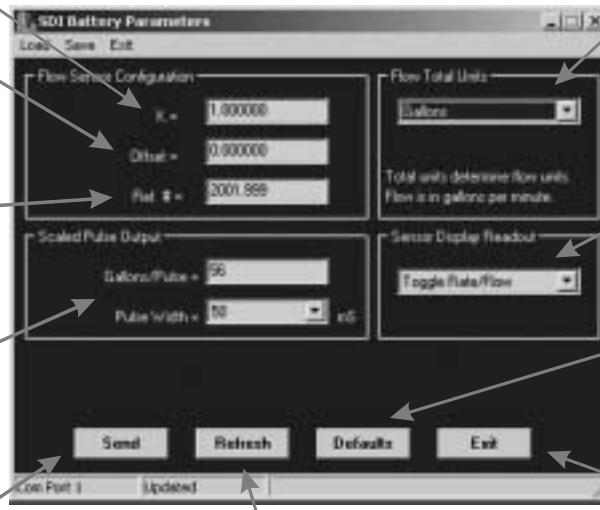 SDI Battery Parameters
Load Save Exit
Flow Sensor Configuration
K =
1.000000
Offset =
0.000000
Ref. # =
2001.999
Flow Total Units
Gallons
Total units determine flow units.
Flow is in gallons per minute.
Scaled Pulse Output
Gallons/Pulse =
56
Pulse Width =
50
mS
Sensor Display Readout
Toggle Rate/Flow
Send
Refresh
Defaults
Exit
Com Port 1
Updated